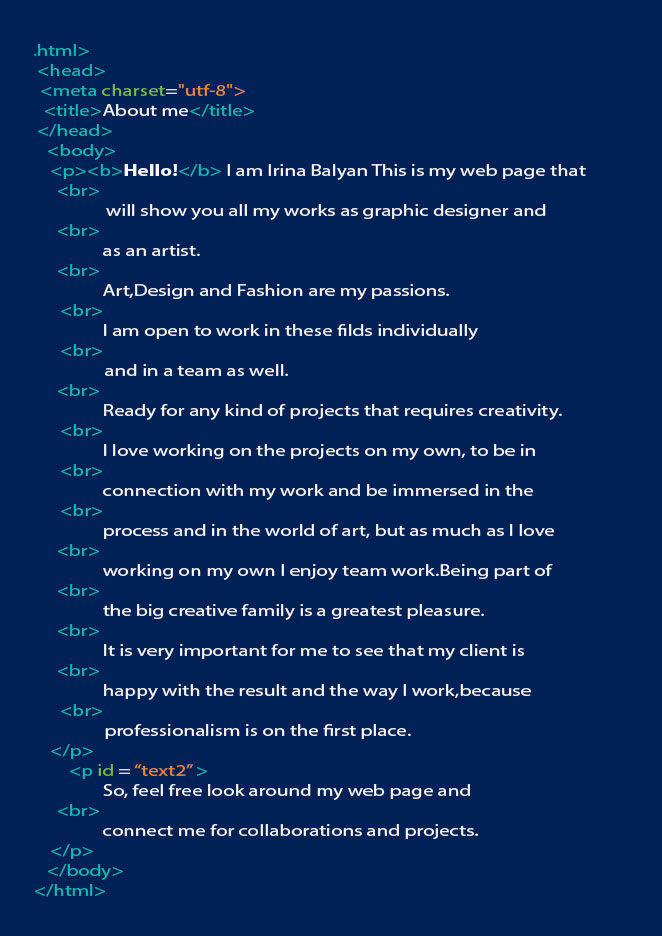 .html>
<head>
<meta charset="utf-8">
<title>About me</title>
</head>
<body>
<p><b>Hello!</b> I am Irina Balyan This is my web page that
<br>
will show you all my works as graphic designer and
<br>
as an artist.
<br>
Art,Design and Fashion are my passions.
<br>
I am open to work in these filds individually
<br>
and in a team as well.
<br>
Ready for any kind of projects that requires creativity.
<br>
I love working on the projects on my own, to be in
<br>
connection with my work and be immersed in the
<br>
process and in the world of art, but as much as I love
<br>
working on my own I enjoy team work.Being part of
<br>
the big creative family is a greatest pleasure.
<br>
It is very important for me to see that my client is
<br>
happy with the result and the way I work,because
<br>
professionalism is on the first place.
</p>
<p id = “text2”>
So, feel free look around my web page and
<br>
connect me for collaborations and projects.
</p>
</body>
</html>